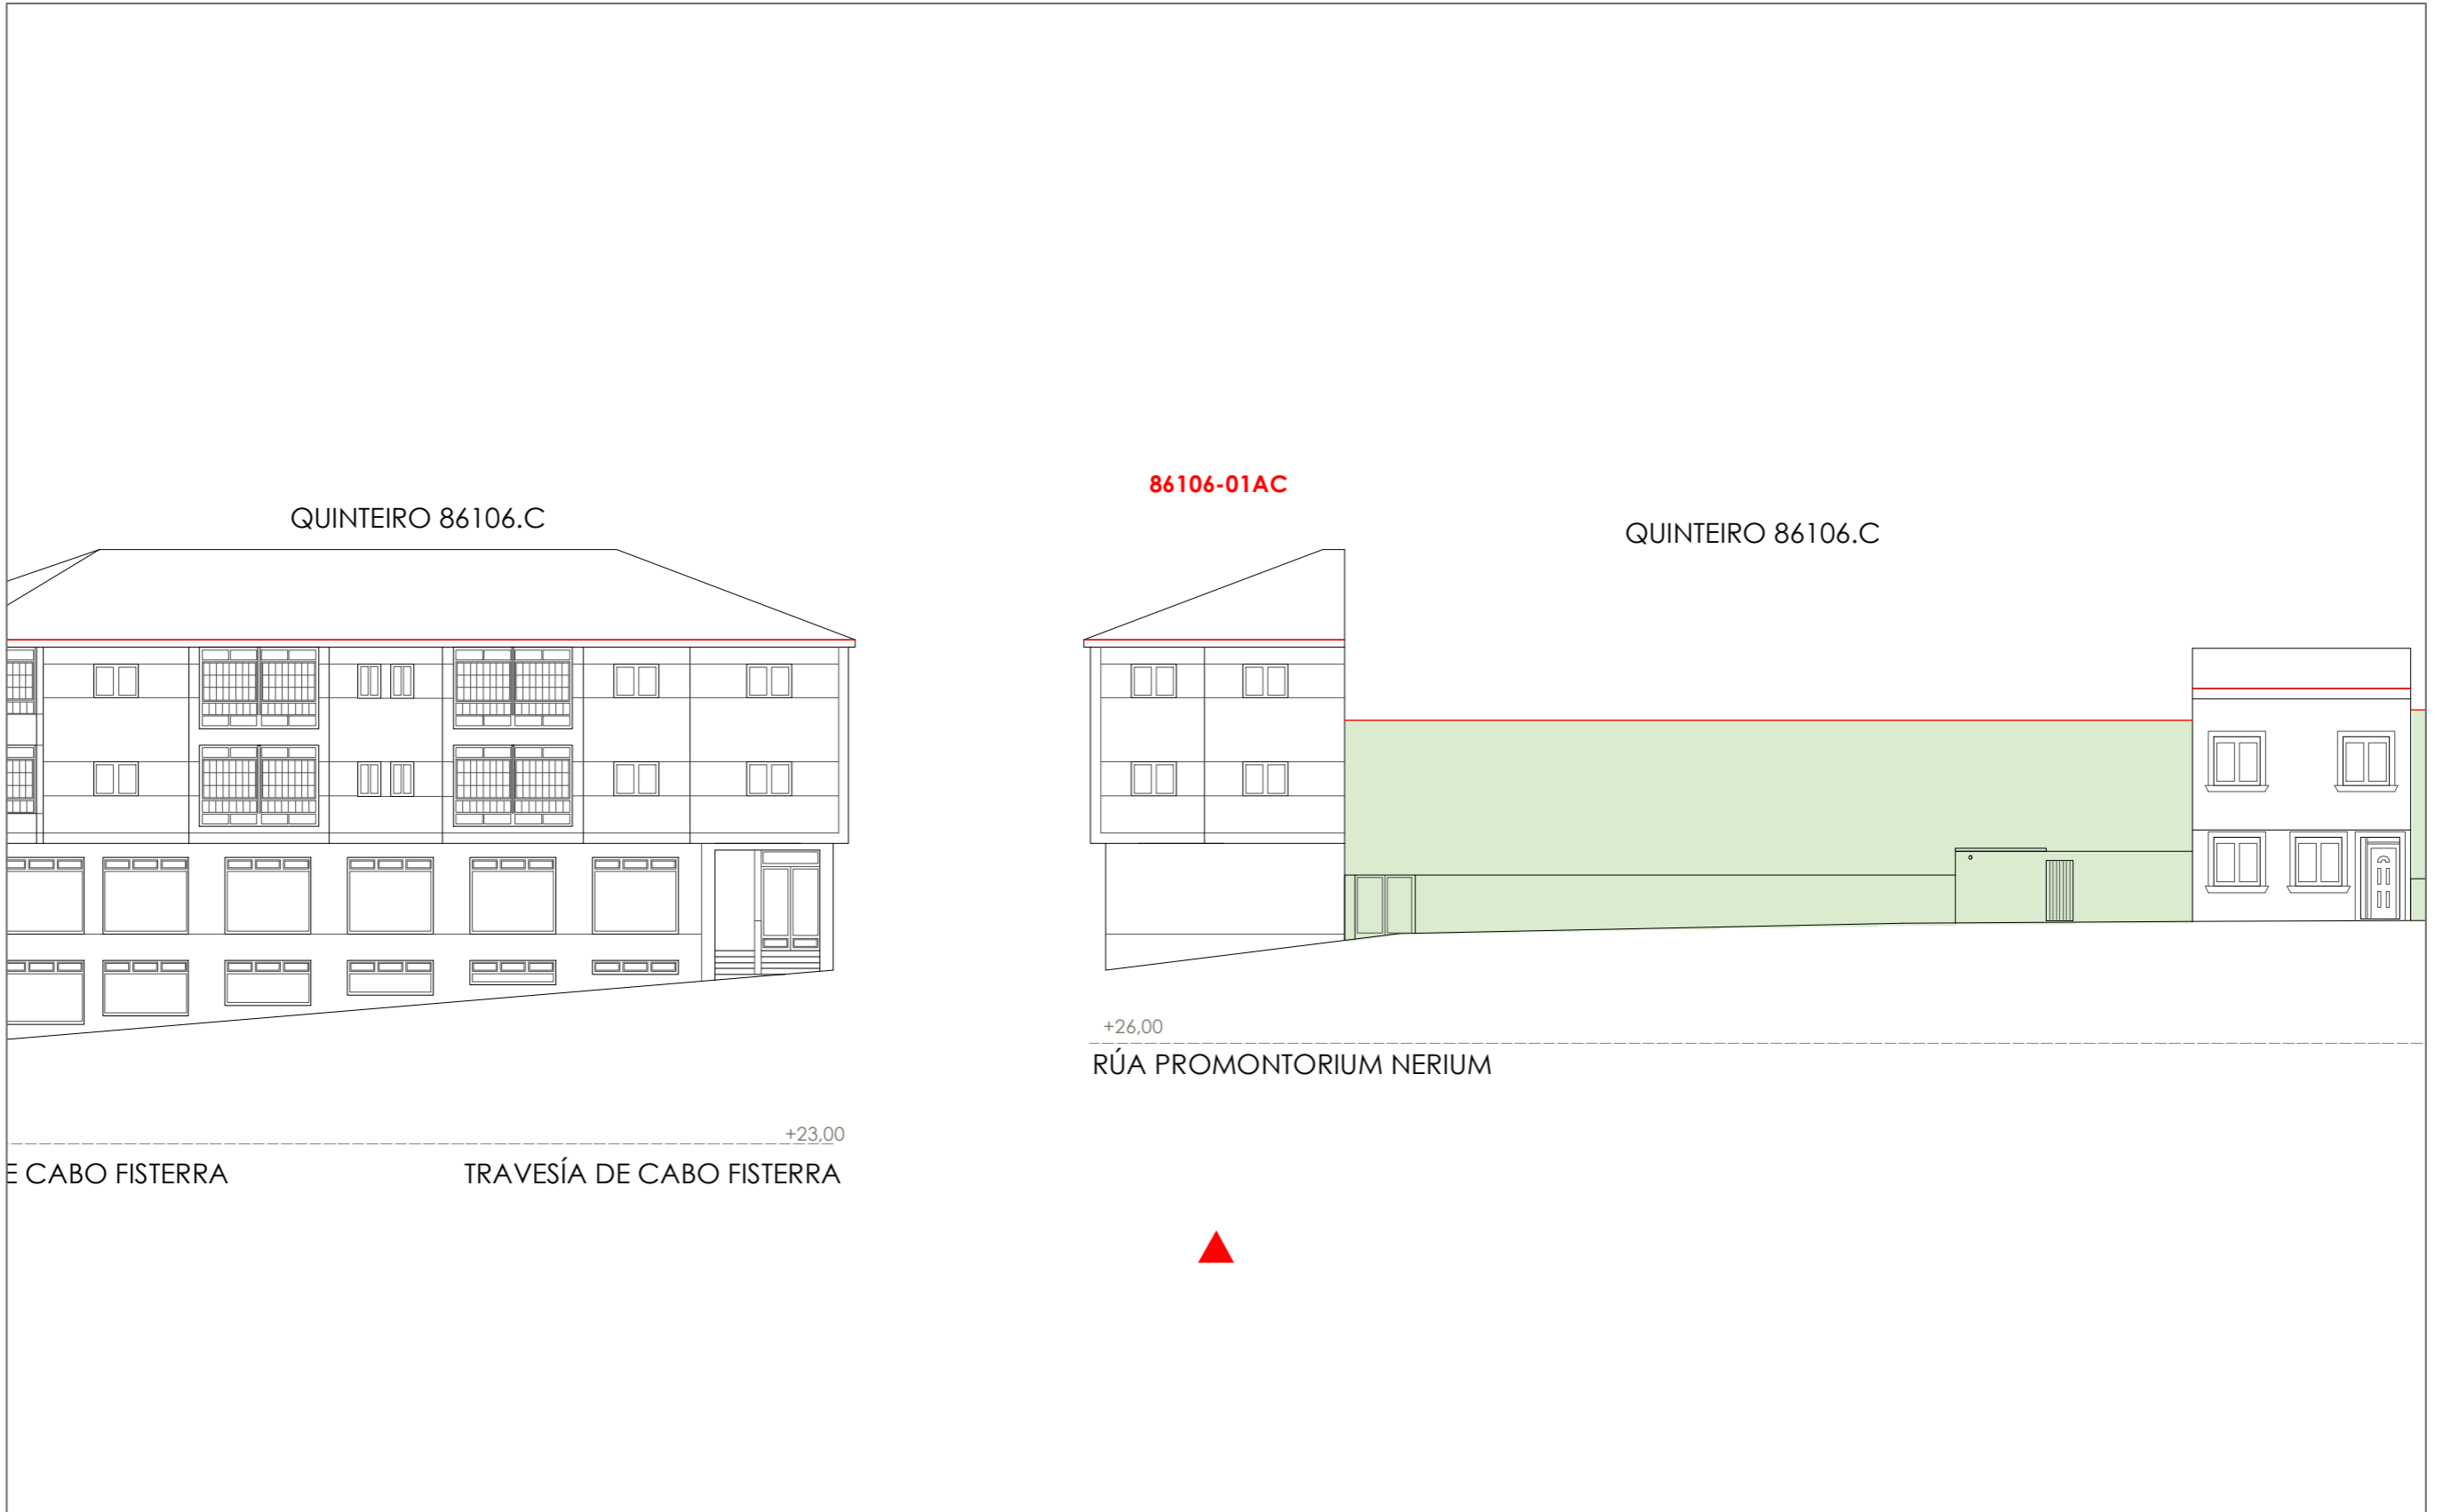 86106-01AC
QUINTEIRO 86106.C
QUINTEIRO 86106.C
+26,00
RÚA PROMONTORIUM NERIUM
+23,00
E CABO FISTERRA
TRAVESÍA DE CABO FISTERRA